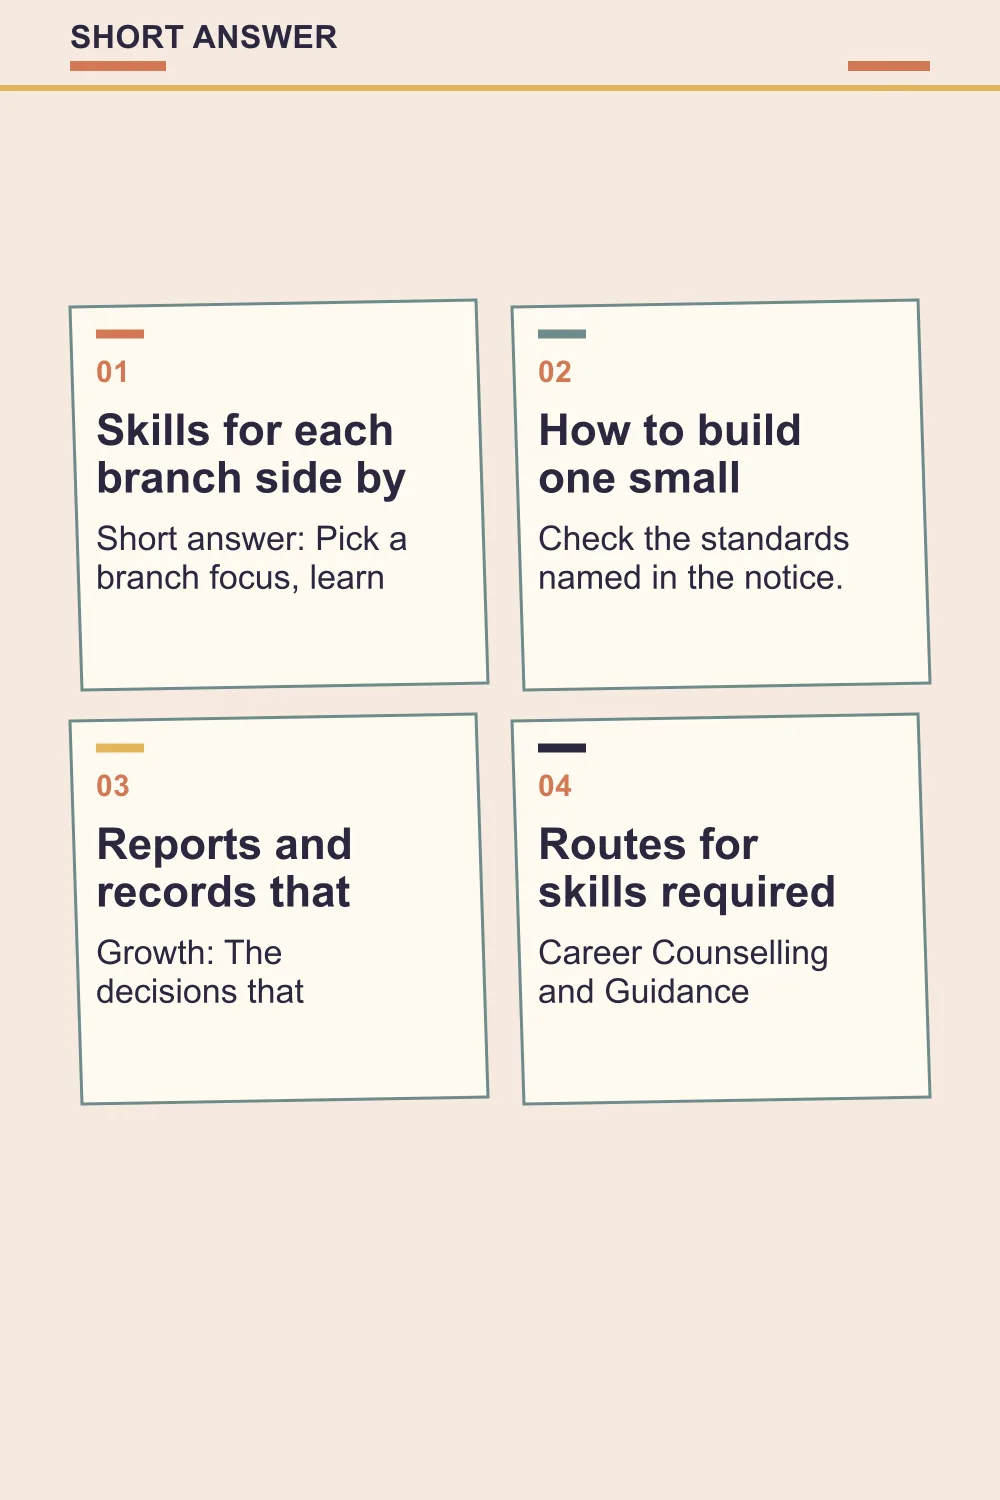 SHORT ANSWER
01
Skills for each
branch side by
Short answer: Pick a
branch focus, learn
02
How to build
one small
Check the standards
named in the notice.
03
Reports and
records that
Growth: The
decisions that
04
Routes for
skills required
Career Counselling
and Guidance